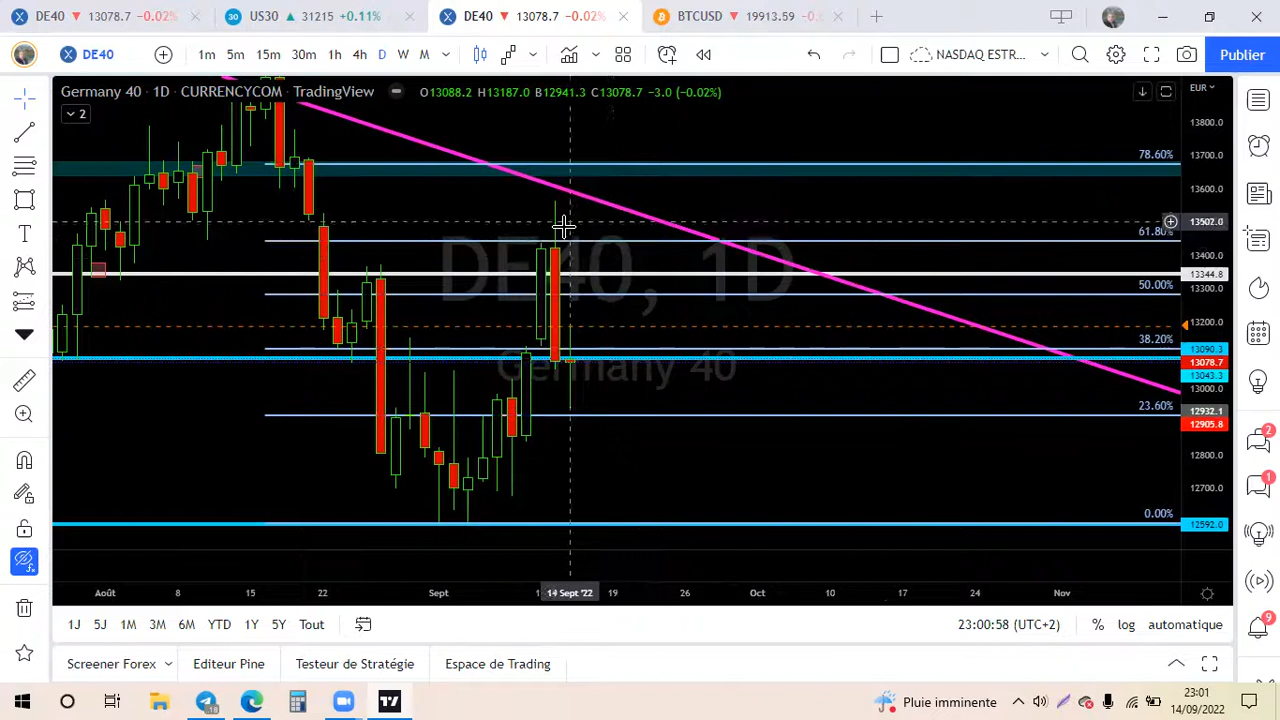 DE40 ▼ 13078.7 −0.02%
US30 ▲ 31215 +0.11%
DE40 ▼ 13078.7 −0.02%
BTCUSD ▼ 19913.59 −0.
DE40
1m 5m 15m 30m 1h 4h D W M
NASDAQ ESTR...
Publier
Germany 40 · 1D · CURRENCYCOM · TradingView
O13088.2 H13187.0 B12941.3 C13078.7 −3.0 (−0.02%)
EUR
2
13800.0
13700.0
13600.0
13502.0
13400.0
13344.8
13300.0
13200.0
13090.3
13078.7
13043.3
13000.0
12932.1
12905.8
12800.0
12700.0
12592.0
78.60%
61.80%
50.00%
38.20%
23.60%
0.00%
DE40, 1D
Germany 40
Août 8 15 22 Sept 14 Sept '22 19 26 Oct 10 17 24 Nov
1J 5J 1M 3M 6M YTD 1Y 5Y Tout
23:00:58 (UTC+2)
% log automatique
Screener Forex
Editeur Pine
Testeur de Stratégie
Espace de Trading
2
1
9
18
Pluie imminente
23:01
14/09/2022